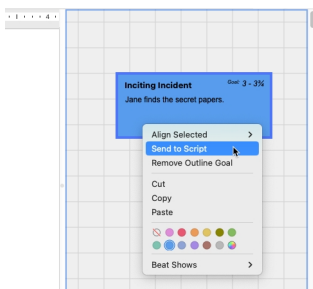 4
Inciting Incident
Goal: 3 - 3%
Jane finds the secret papers.
Align Selected
Send to Script
Remove Outline Goal
Cut
Copy
Paste
Beat Shows